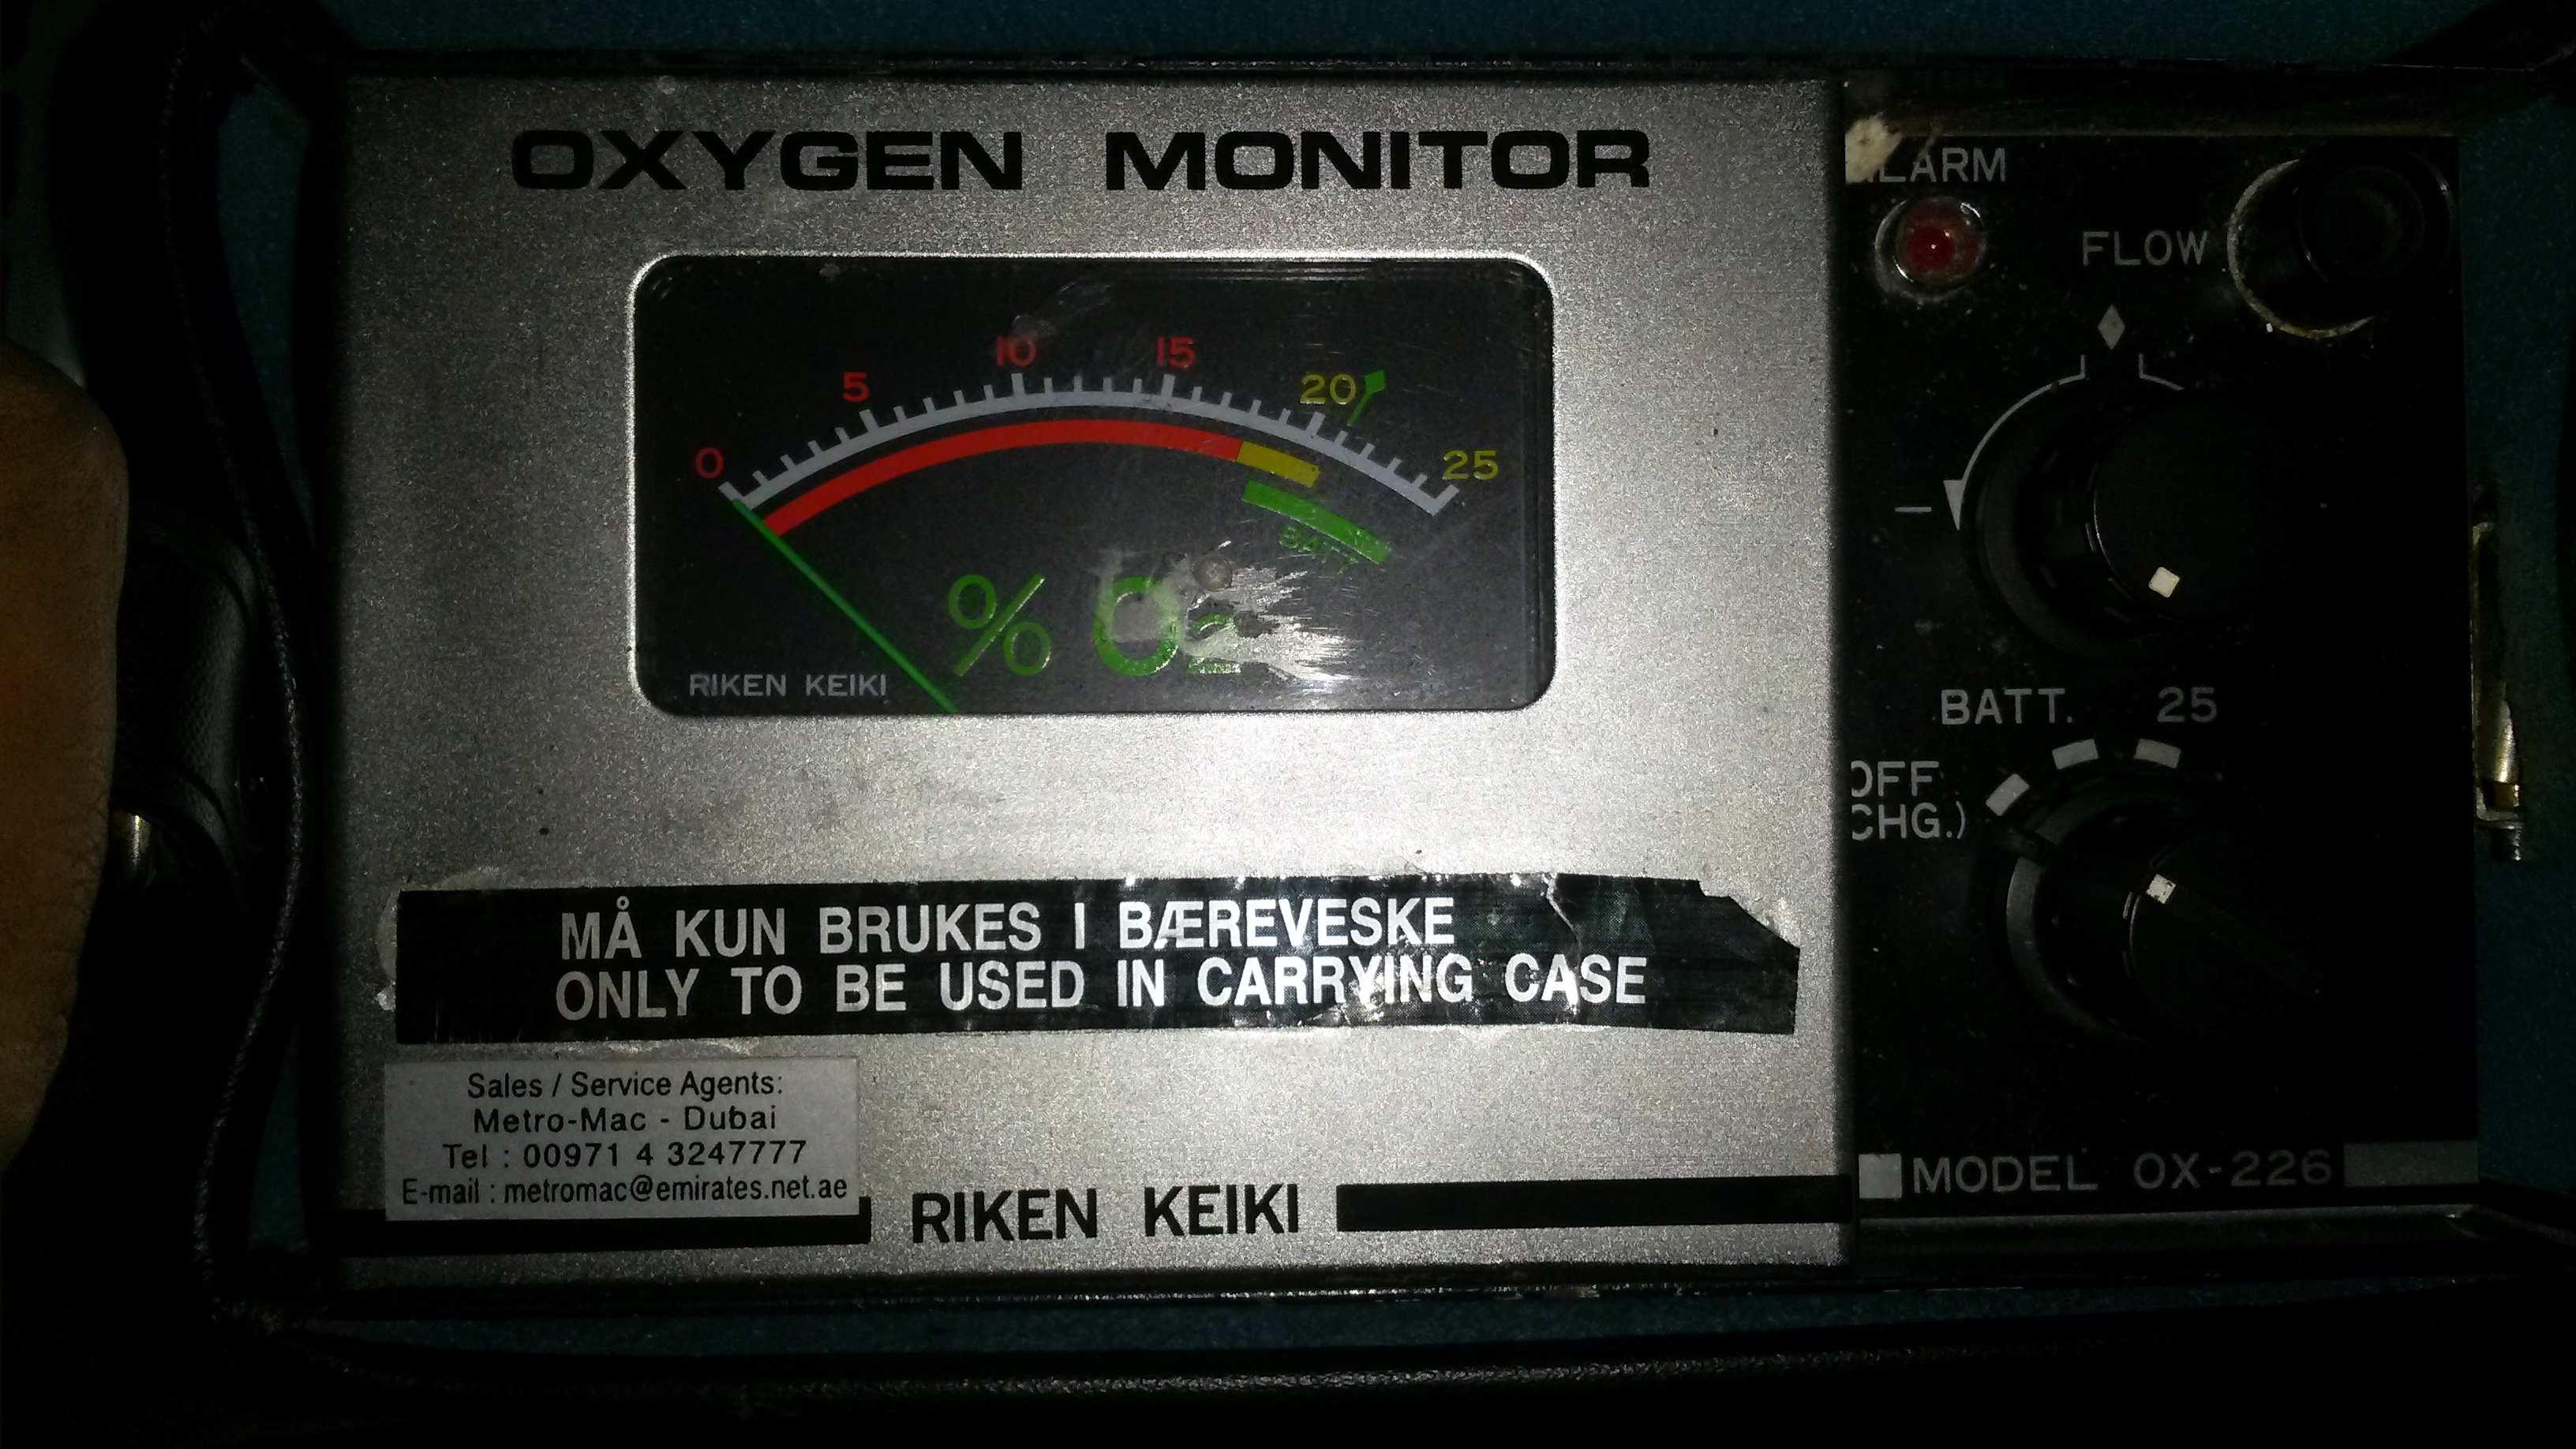 OXYGEN MONITOR
0 5 10 15 20 25
BATT
% O2
RIKEN KEIKI
MÅ KUN BRUKES I BÆREVESKE
ONLY TO BE USED IN CARRYING CASE
Sales / Service Agents:
Metro-Mac - Dubai
Tel : 00971 4 3247777
E-mail : metromac@emirates.net.ae
RIKEN KEIKI
ALARM
FLOW
BATT. 25
OFF
(CHG.)
MODEL OX-226